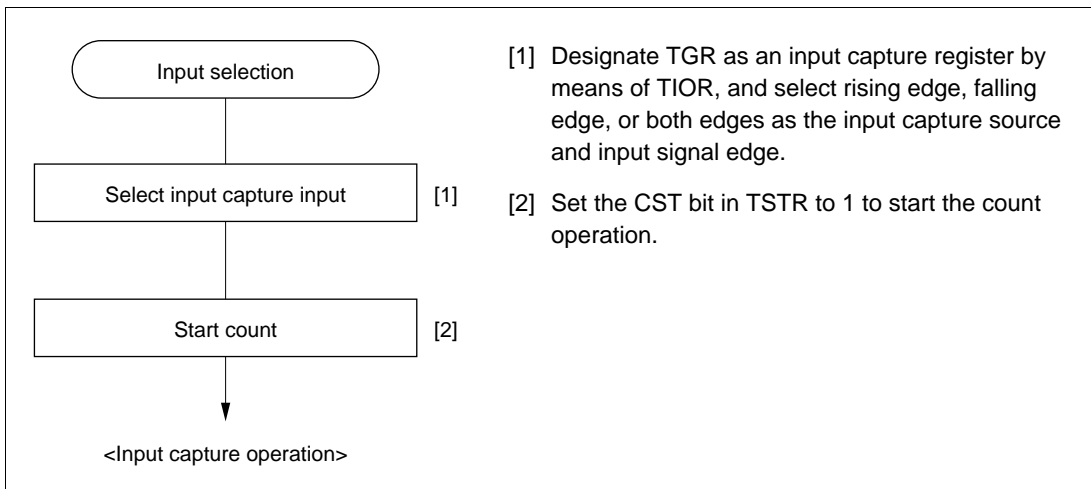 Input selection
Select input capture input
[1]
Start count
[2]
<Input capture operation>
[1] Designate TGR as an input capture register by
means of TIOR, and select rising edge, falling
edge, or both edges as the input capture source
and input signal edge.
[2] Set the CST bit in TSTR to 1 to start the count
operation.